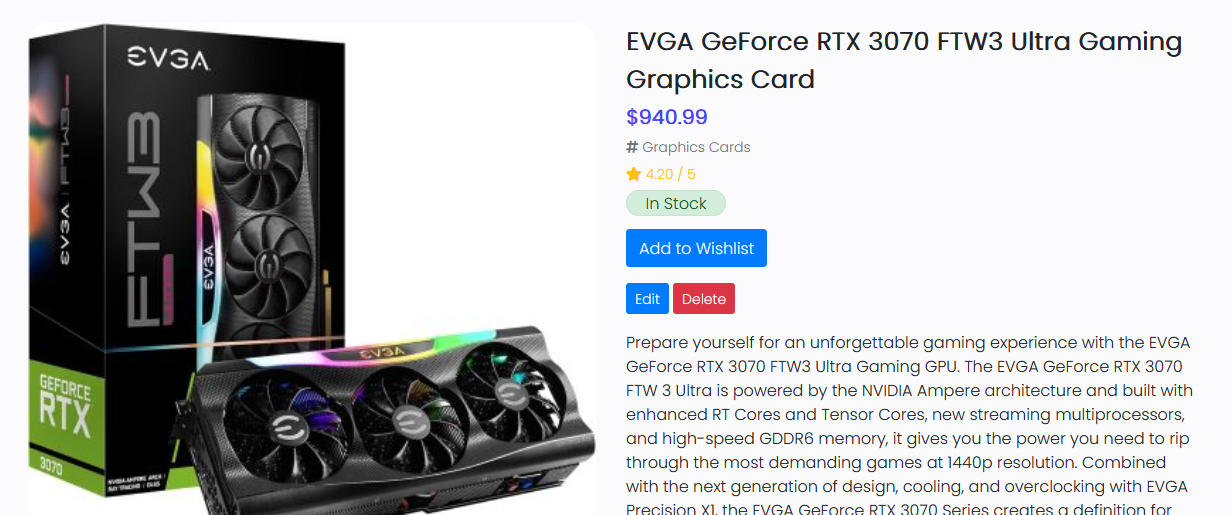 EVGA
EVGA | FTW3
FTW3
EVGA
GEFORCE
RTX
3070
NVIDIA AMPERE ARCH /
RAY TRACING / DLSS
EVGA
EVGA GeForce RTX 3070 FTW3 Ultra Gaming
Graphics Card
$940.99
# Graphics Cards
4.20 / 5
In Stock
Add to Wishlist
Edit Delete
Prepare yourself for an unforgettable gaming experience with the EVGA
GeForce RTX 3070 FTW3 Ultra Gaming GPU. The EVGA GeForce RTX 3070
FTW 3 Ultra is powered by the NVIDIA Ampere architecture and built with
enhanced RT Cores and Tensor Cores, new streaming multiprocessors,
and high-speed GDDR6 memory, it gives you the power you need to rip
through the most demanding games at 1440p resolution. Combined
with the next generation of design, cooling, and overclocking with EVGA
Precision X1, the EVGA GeForce RTX 3070 Series creates a definition for